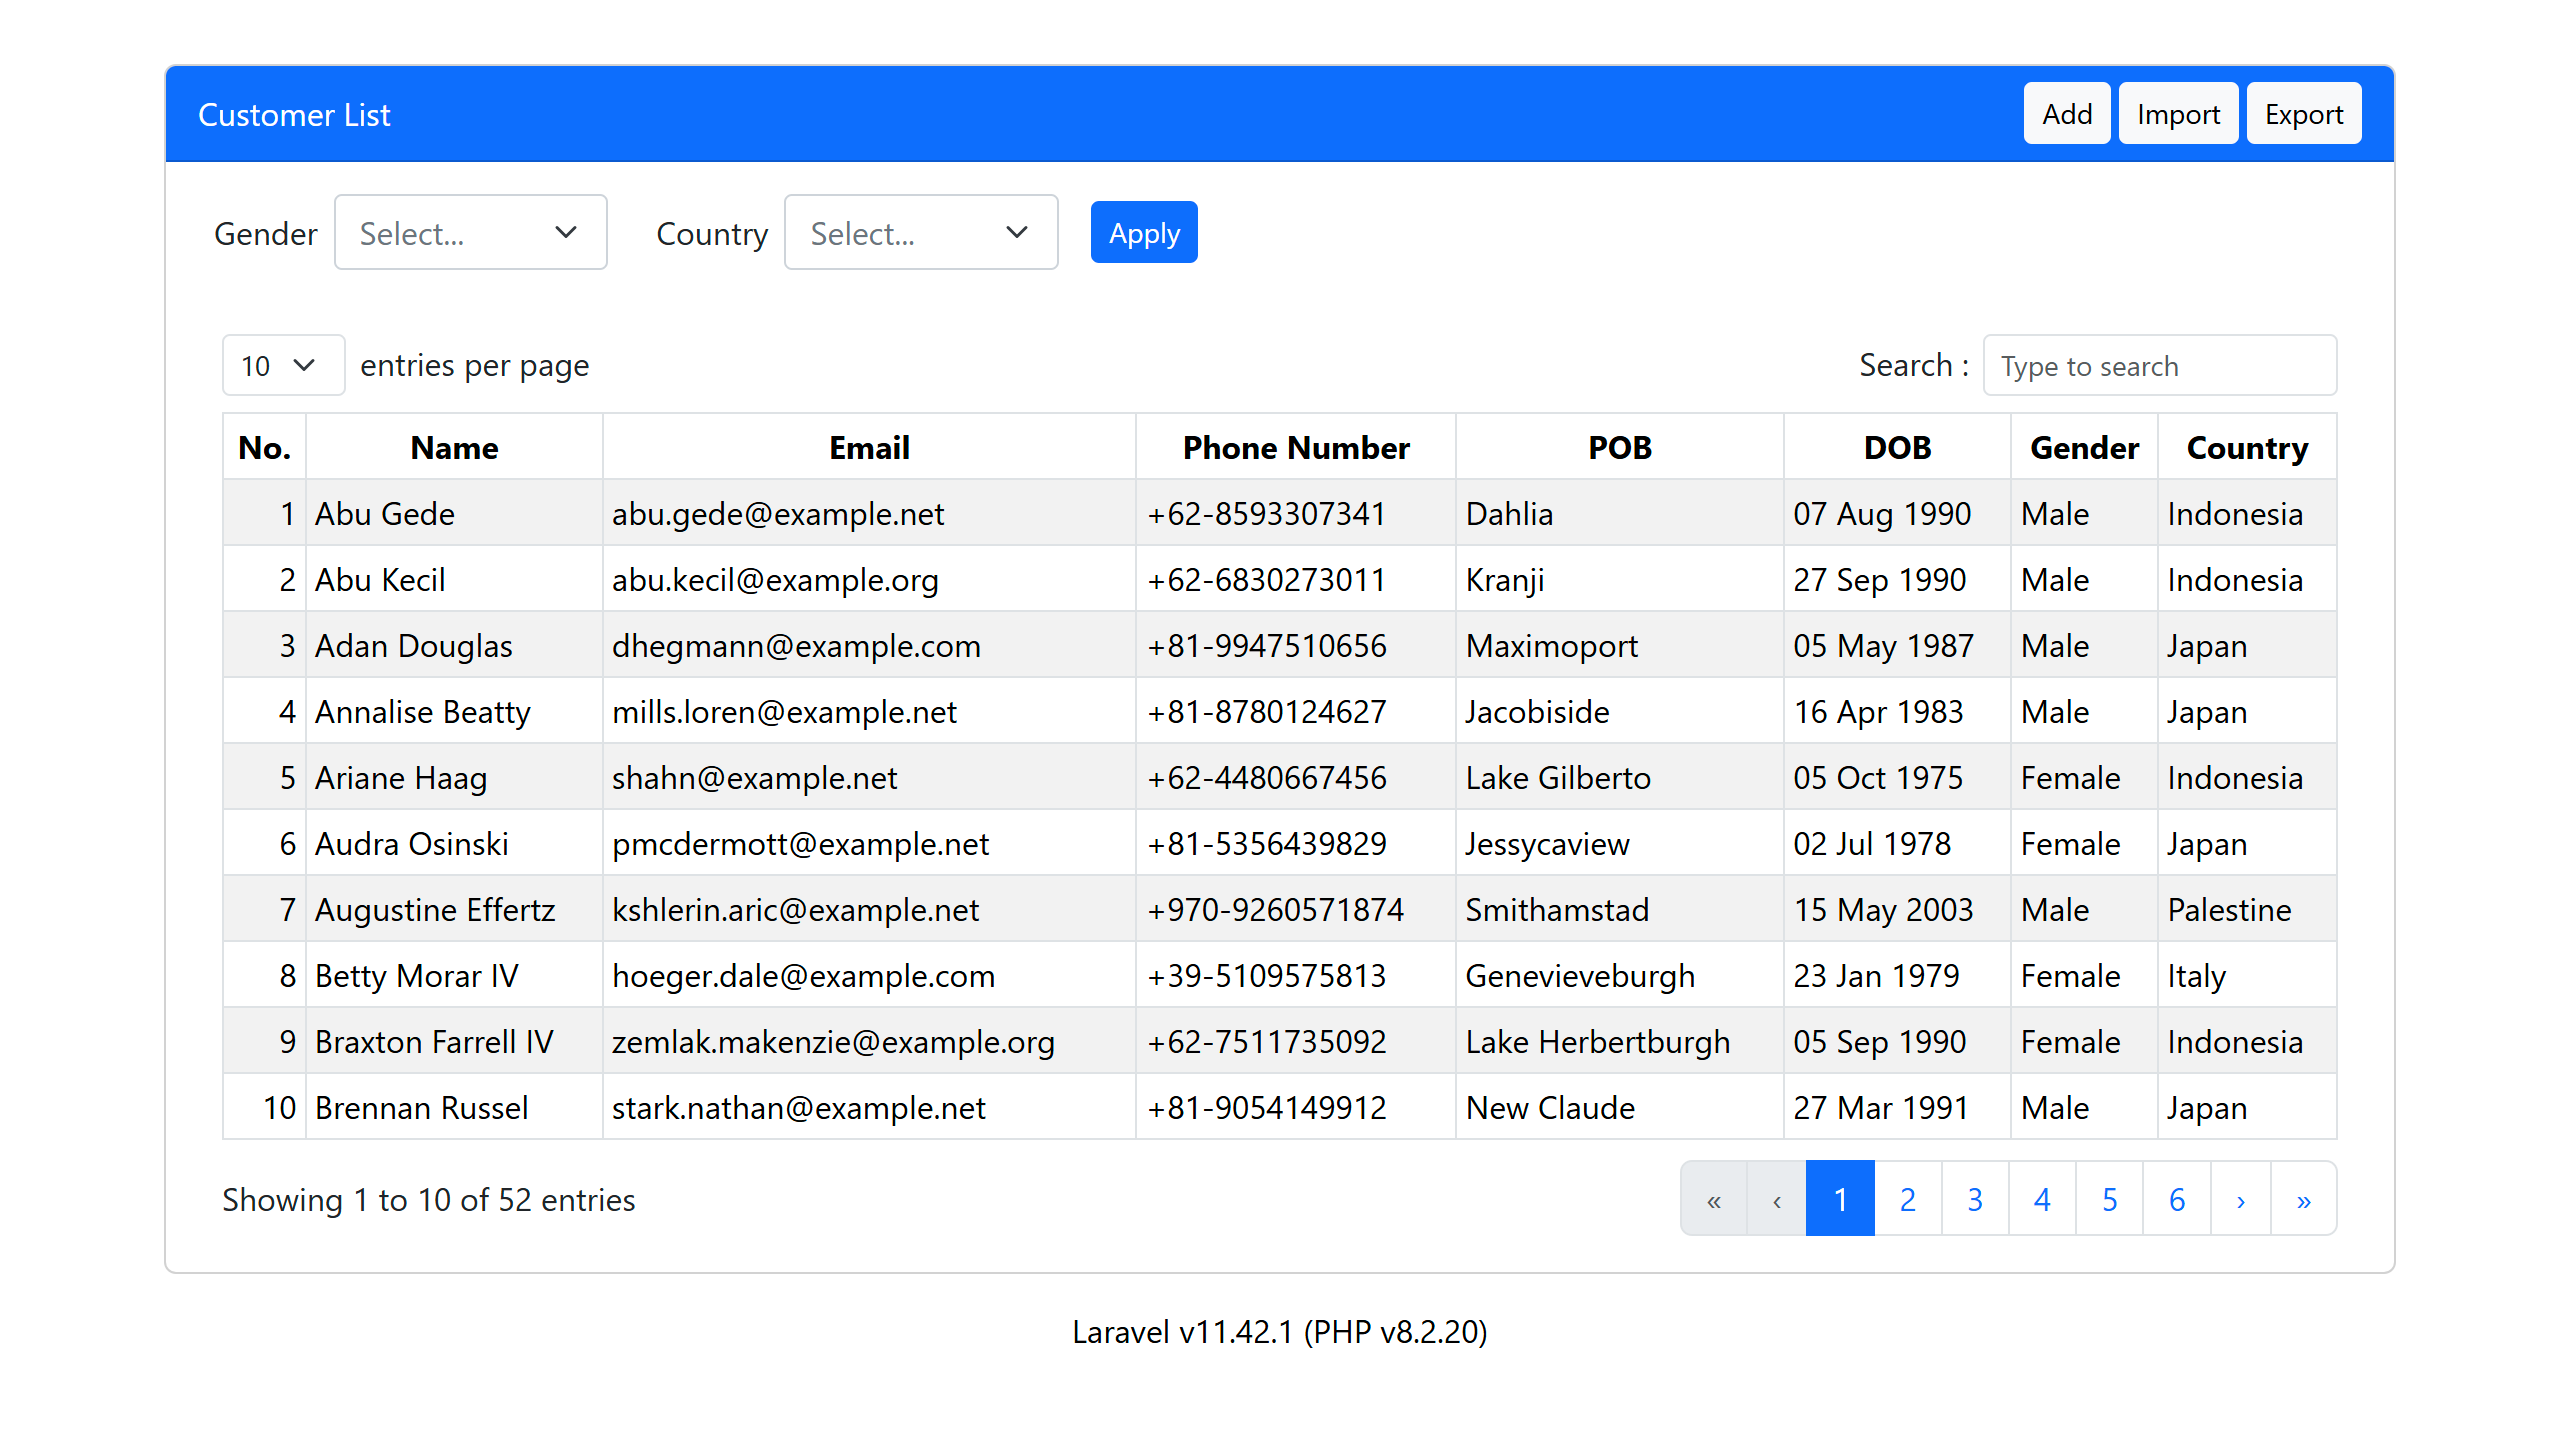 Customer List Add Import Export
Gender Select... Country Select... Apply
10 entries per page Search : Type to search
No. Name Email Phone Number POB DOB Gender Country
1 Abu Gede abu.gede@example.net +62-8593307341 Dahlia 07 Aug 1990 Male Indonesia
2 Abu Kecil abu.kecil@example.org +62-6830273011 Kranji 27 Sep 1990 Male Indonesia
3 Adan Douglas dhegmann@example.com +81-9947510656 Maximoport 05 May 1987 Male Japan
4 Annalise Beatty mills.loren@example.net +81-8780124627 Jacobiside 16 Apr 1983 Male Japan
5 Ariane Haag shahn@example.net +62-4480667456 Lake Gilberto 05 Oct 1975 Female Indonesia
6 Audra Osinski pmcdermott@example.net +81-5356439829 Jessycaview 02 Jul 1978 Female Japan
7 Augustine Effertz kshlerin.aric@example.net +970-9260571874 Smithamstad 15 May 2003 Male Palestine
8 Betty Morar IV hoeger.dale@example.com +39-5109575813 Genevieveburgh 23 Jan 1979 Female Italy
9 Braxton Farrell IV zemlak.makenzie@example.org +62-7511735092 Lake Herbertburgh 05 Sep 1990 Female Indonesia
10 Brennan Russel stark.nathan@example.net +81-9054149912 New Claude 27 Mar 1991 Male Japan
Showing 1 to 10 of 52 entries « ‹ 1 2 3 4 5 6 › »
Laravel v11.42.1 (PHP v8.2.20)